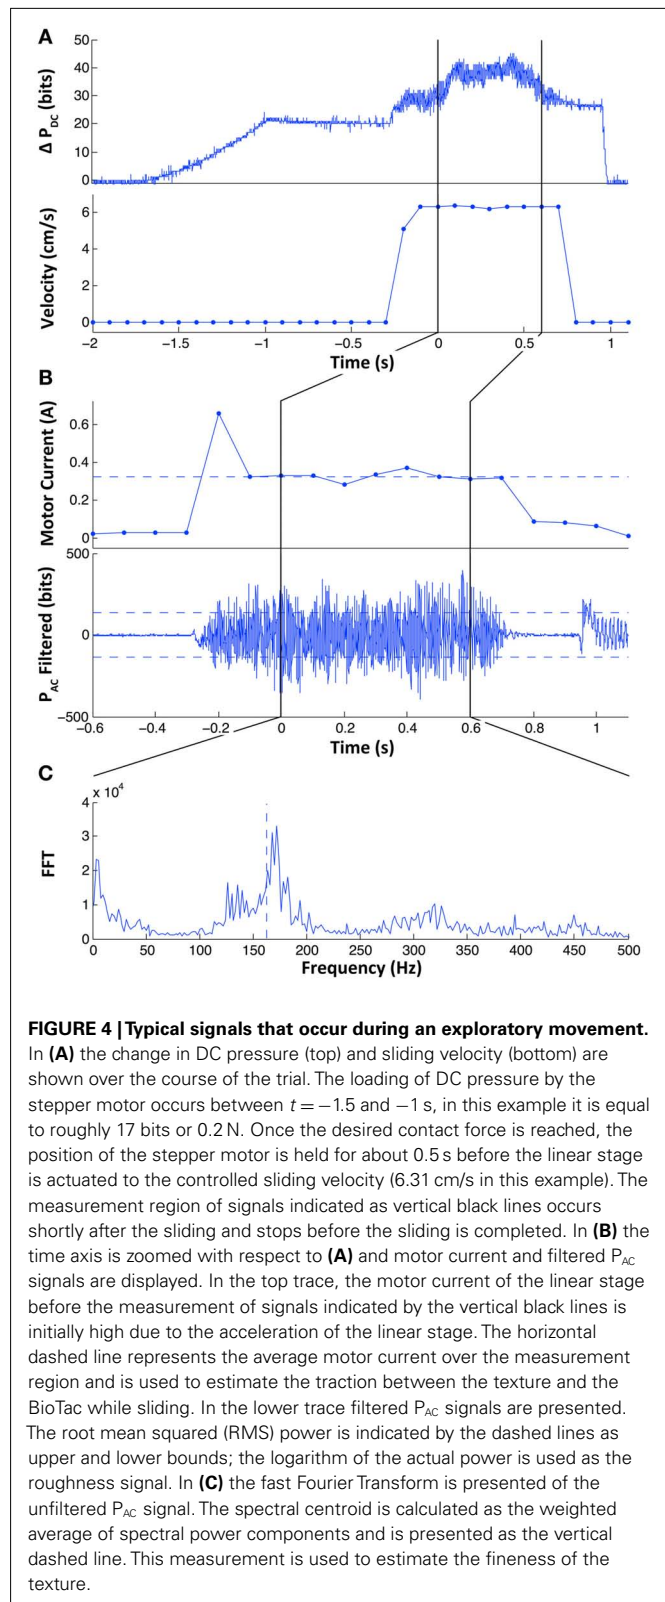 A
50
40
30
20
10
0
Δ P_DC (bits)
6
4
2
0
Velocity (cm/s)
−2 −1.5 −1 −0.5 0 0.5 1
Time (s)
B
0.6
0.4
0.2
0
Motor Current (A)
500
0
−500
P_AC Filtered (bits)
−0.6 −0.4 −0.2 0 0.2 0.4 0.6 0.8 1
Time (s)
C
x 10^4
4
3
2
1
0
FFT
0 50 100 150 200 250 300 350 400 450 500
Frequency (Hz)
FIGURE 4 | Typical signals that occur during an exploratory movement.
In (A) the change in DC pressure (top) and sliding velocity (bottom) are
shown over the course of the trial. The loading of DC pressure by the
stepper motor occurs between t = −1.5 and −1 s, in this example it is equal
to roughly 17 bits or 0.2 N. Once the desired contact force is reached, the
position of the stepper motor is held for about 0.5 s before the linear stage
is actuated to the controlled sliding velocity (6.31 cm/s in this example). The
measurement region of signals indicated as vertical black lines occurs
shortly after the sliding and stops before the sliding is completed. In (B) the
time axis is zoomed with respect to (A) and motor current and filtered P_AC
signals are displayed. In the top trace, the motor current of the linear stage
before the measurement of signals indicated by the vertical black lines is
initially high due to the acceleration of the linear stage. The horizontal
dashed line represents the average motor current over the measurement
region and is used to estimate the traction between the texture and the
BioTac while sliding. In the lower trace filtered P_AC signals are presented.
The root mean squared (RMS) power is indicated by the dashed lines as
upper and lower bounds; the logarithm of the actual power is used as the
roughness signal. In (C) the fast Fourier Transform is presented of the
unfiltered P_AC signal. The spectral centroid is calculated as the weighted
average of spectral power components and is presented as the vertical
dashed line. This measurement is used to estimate the fineness of the
texture.